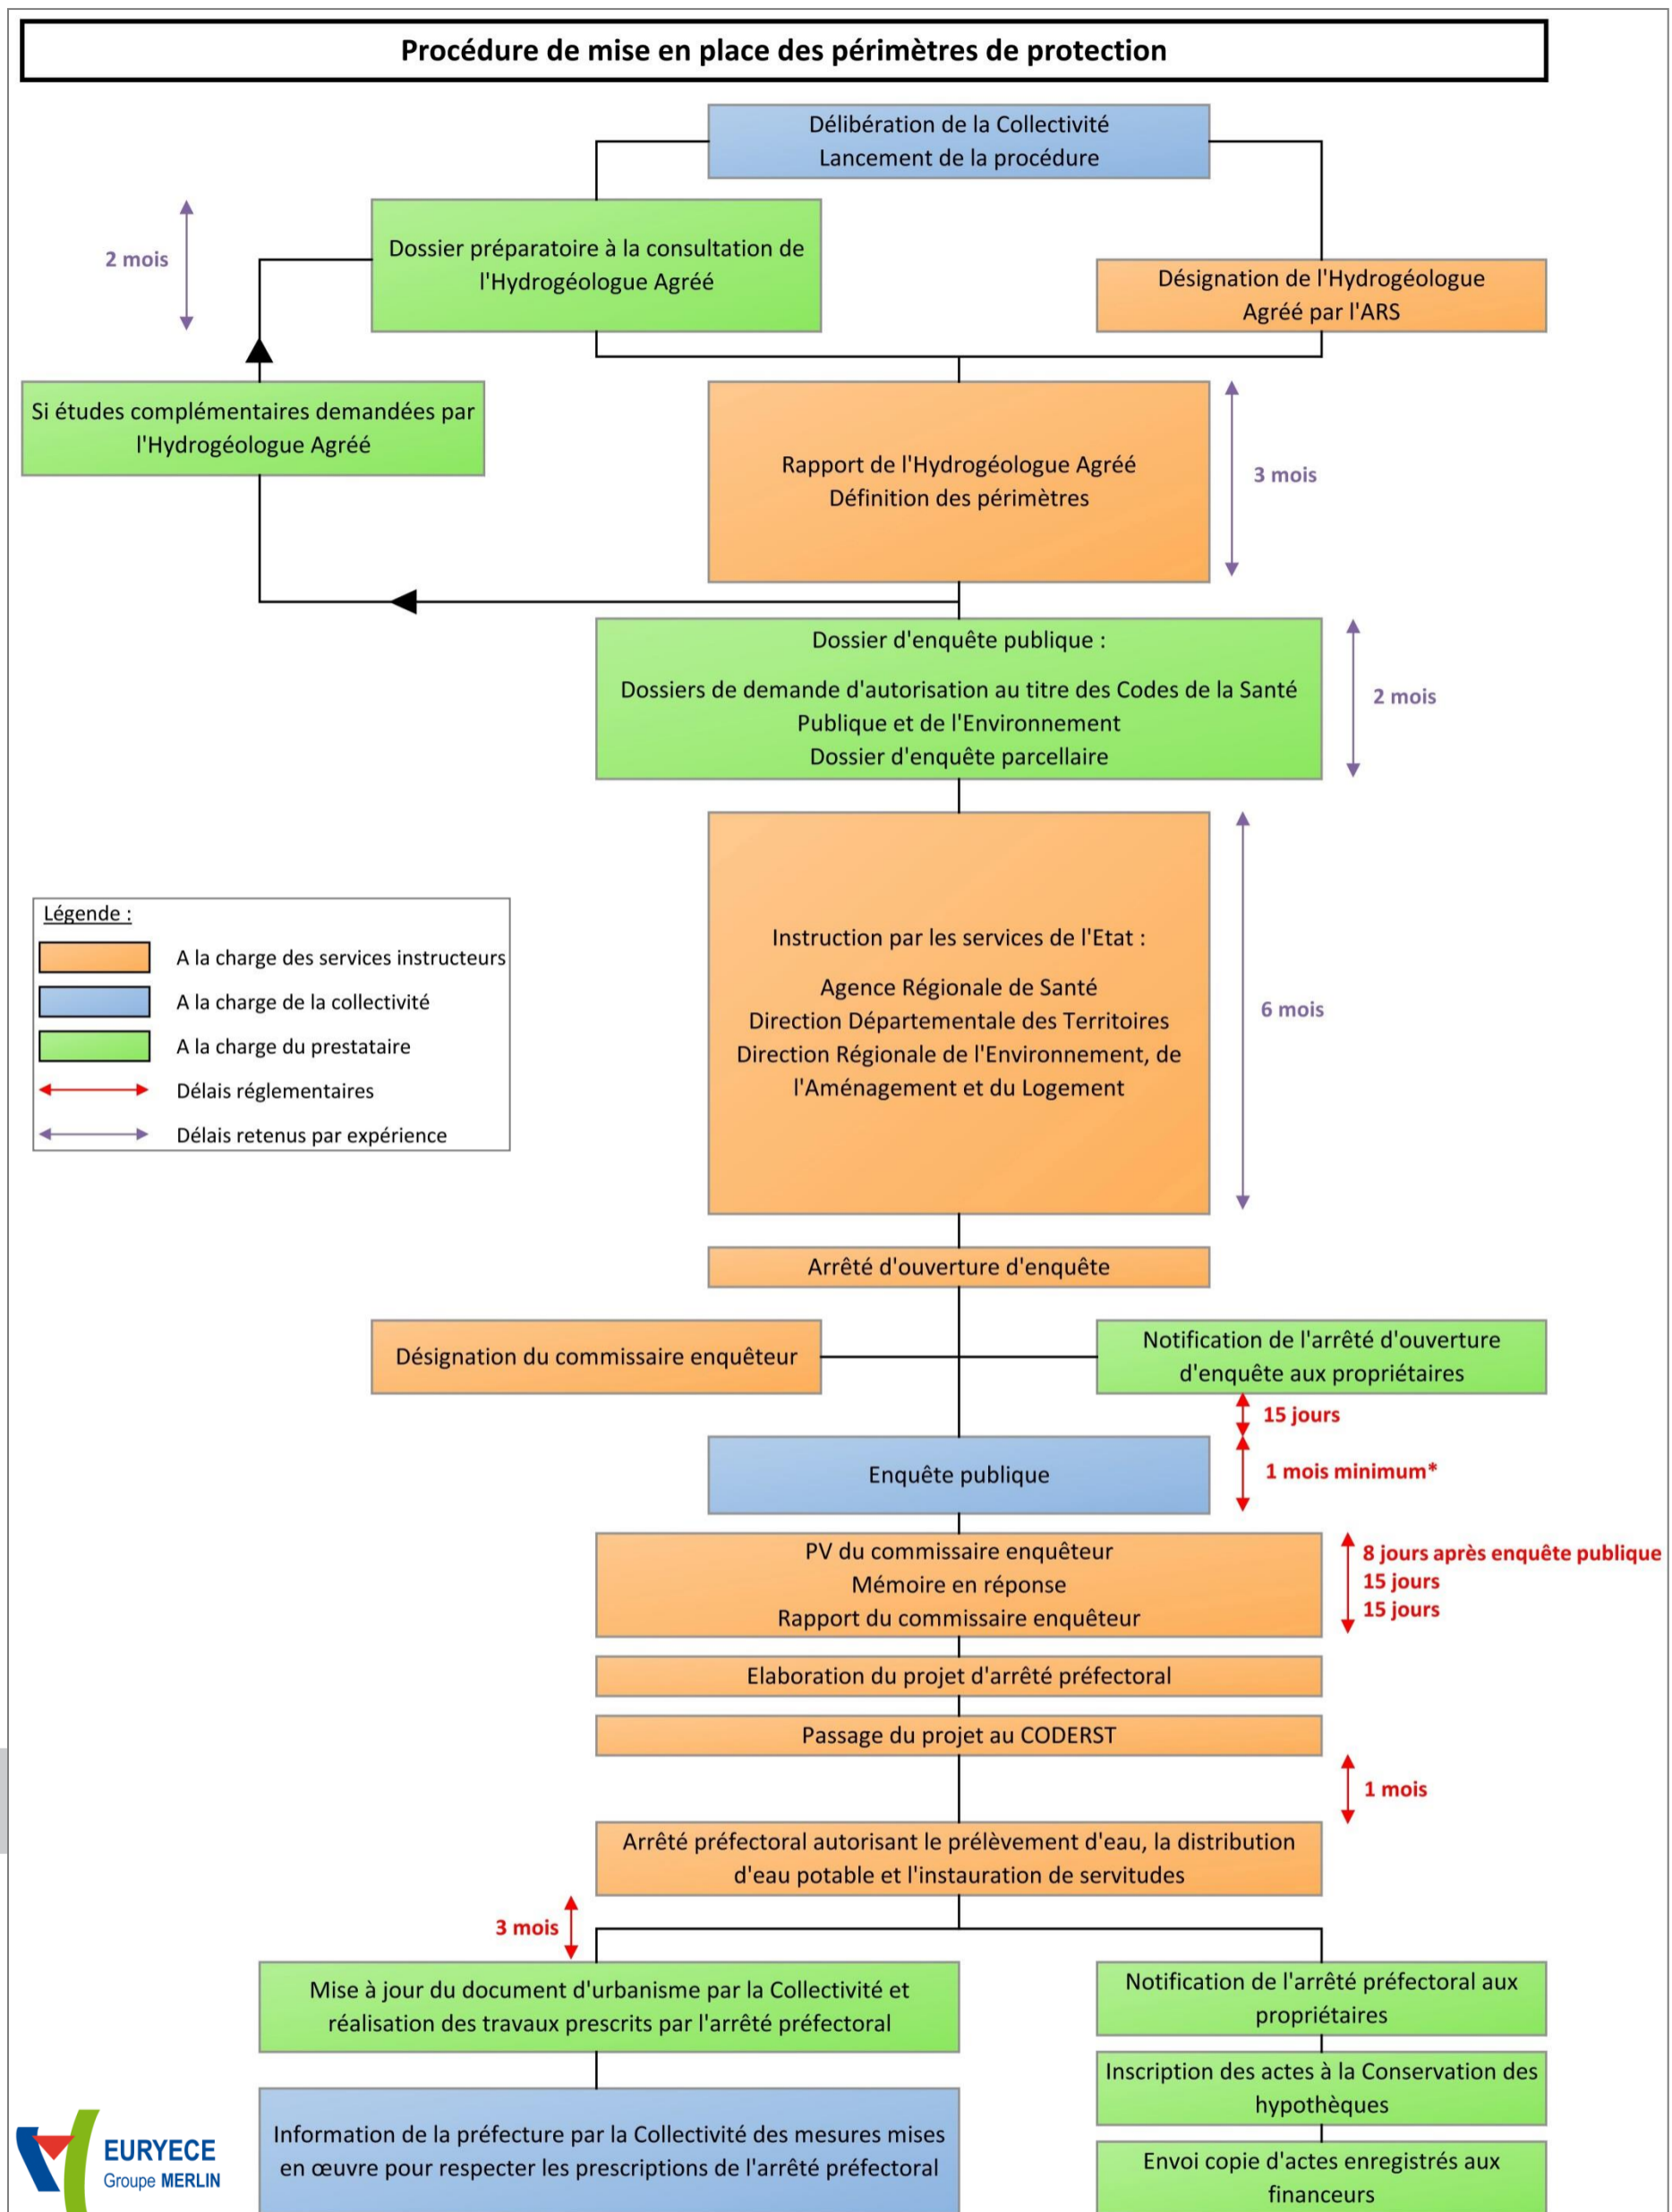 Procédure de mise en place des périmètres de protection
Délibération de la Collectivité
Lancement de la procédure
2 mois
Dossier préparatoire à la consultation de
l'Hydrogéologue Agréé
Désignation de l'Hydrogéologue
Agréé par l'ARS
Si études complémentaires demandées par
l'Hydrogéologue Agréé
Rapport de l'Hydrogéologue Agréé
Définition des périmètres
3 mois
Dossier d'enquête publique :
Dossiers de demande d'autorisation au titre des Codes de la Santé
Publique et de l'Environnement
Dossier d'enquête parcellaire
2 mois
Légende :
A la charge des services instructeurs
A la charge de la collectivité
A la charge du prestataire
Délais réglementaires
Délais retenus par expérience
Instruction par les services de l'Etat :
Agence Régionale de Santé
Direction Départementale des Territoires
Direction Régionale de l'Environnement, de
l'Aménagement et du Logement
6 mois
Arrêté d'ouverture d'enquête
Désignation du commissaire enquêteur
Notification de l'arrêté d'ouverture
d'enquête aux propriétaires
15 jours
Enquête publique
1 mois minimum*
PV du commissaire enquêteur
Mémoire en réponse
Rapport du commissaire enquêteur
8 jours après enquête publique
15 jours
15 jours
Elaboration du projet d'arrêté préfectoral
Passage du projet au CODERST
1 mois
Arrêté préfectoral autorisant le prélèvement d'eau, la distribution
d'eau potable et l'instauration de servitudes
3 mois
Mise à jour du document d'urbanisme par la Collectivité et
réalisation des travaux prescrits par l'arrêté préfectoral
Notification de l'arrêté préfectoral aux
propriétaires
Inscription des actes à la Conservation des
hypothèques
Information de la préfecture par la Collectivité des mesures mises
en œuvre pour respecter les prescriptions de l'arrêté préfectoral
Envoi copie d'actes enregistrés aux
financeurs
EURYECE
Groupe MERLIN